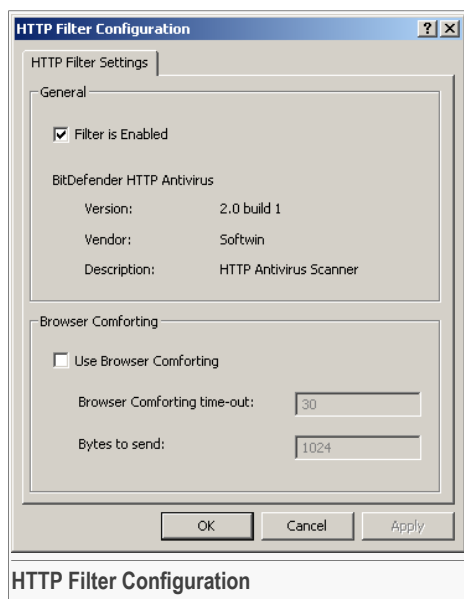 HTTP Filter Configuration
HTTP Filter Settings
General
Filter is Enabled
BitDefender HTTP Antivirus
Version: 2.0 build 1
Vendor: Softwin
Description: HTTP Antivirus Scanner
Browser Comforting
Use Browser Comforting
Browser Comforting time-out: 30
Bytes to send: 1024
OK Cancel Apply
HTTP Filter Configuration